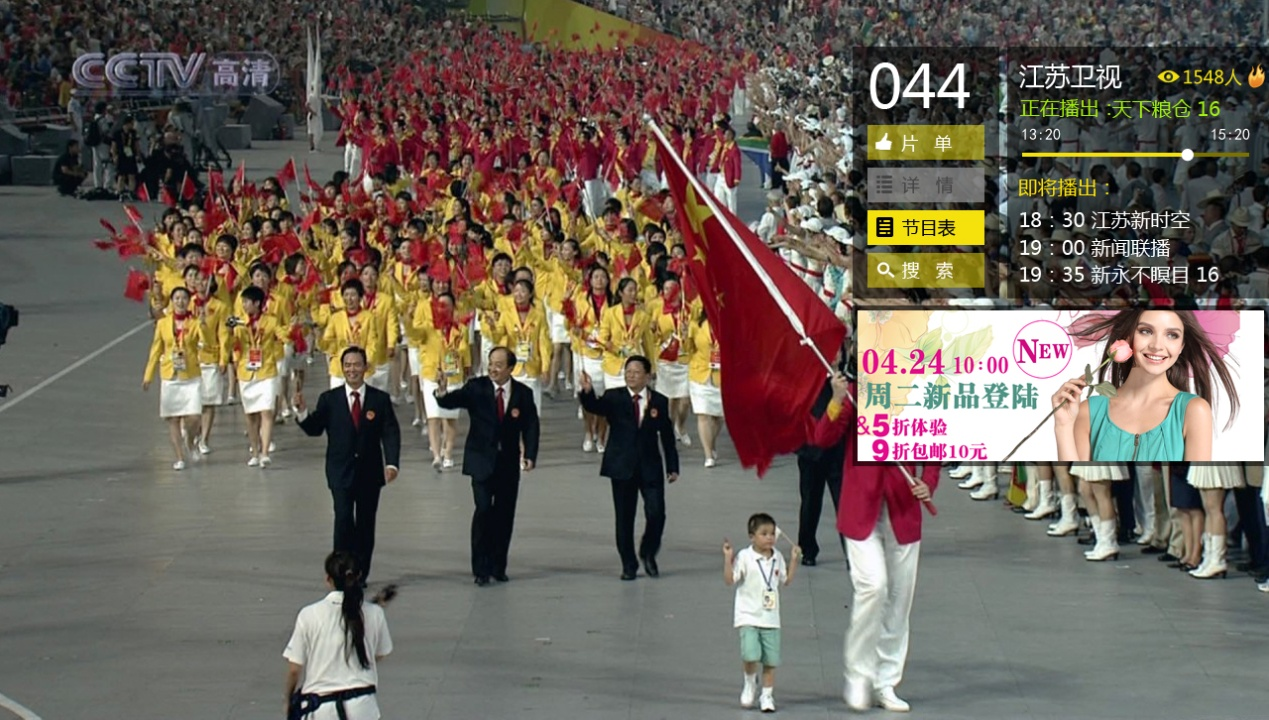 CCTV 高清
044
片 单
详 情
节目表
搜 索
江苏卫视
1548人
正在播出 :天下粮仓 16
13:20
15:20
即将播出：
18：30 江苏新时空
19：00 新闻联播
19：35 新永不瞑目 16
04.24 10:00
NEW
周二新品登陆
&5折体验
9折包邮10元